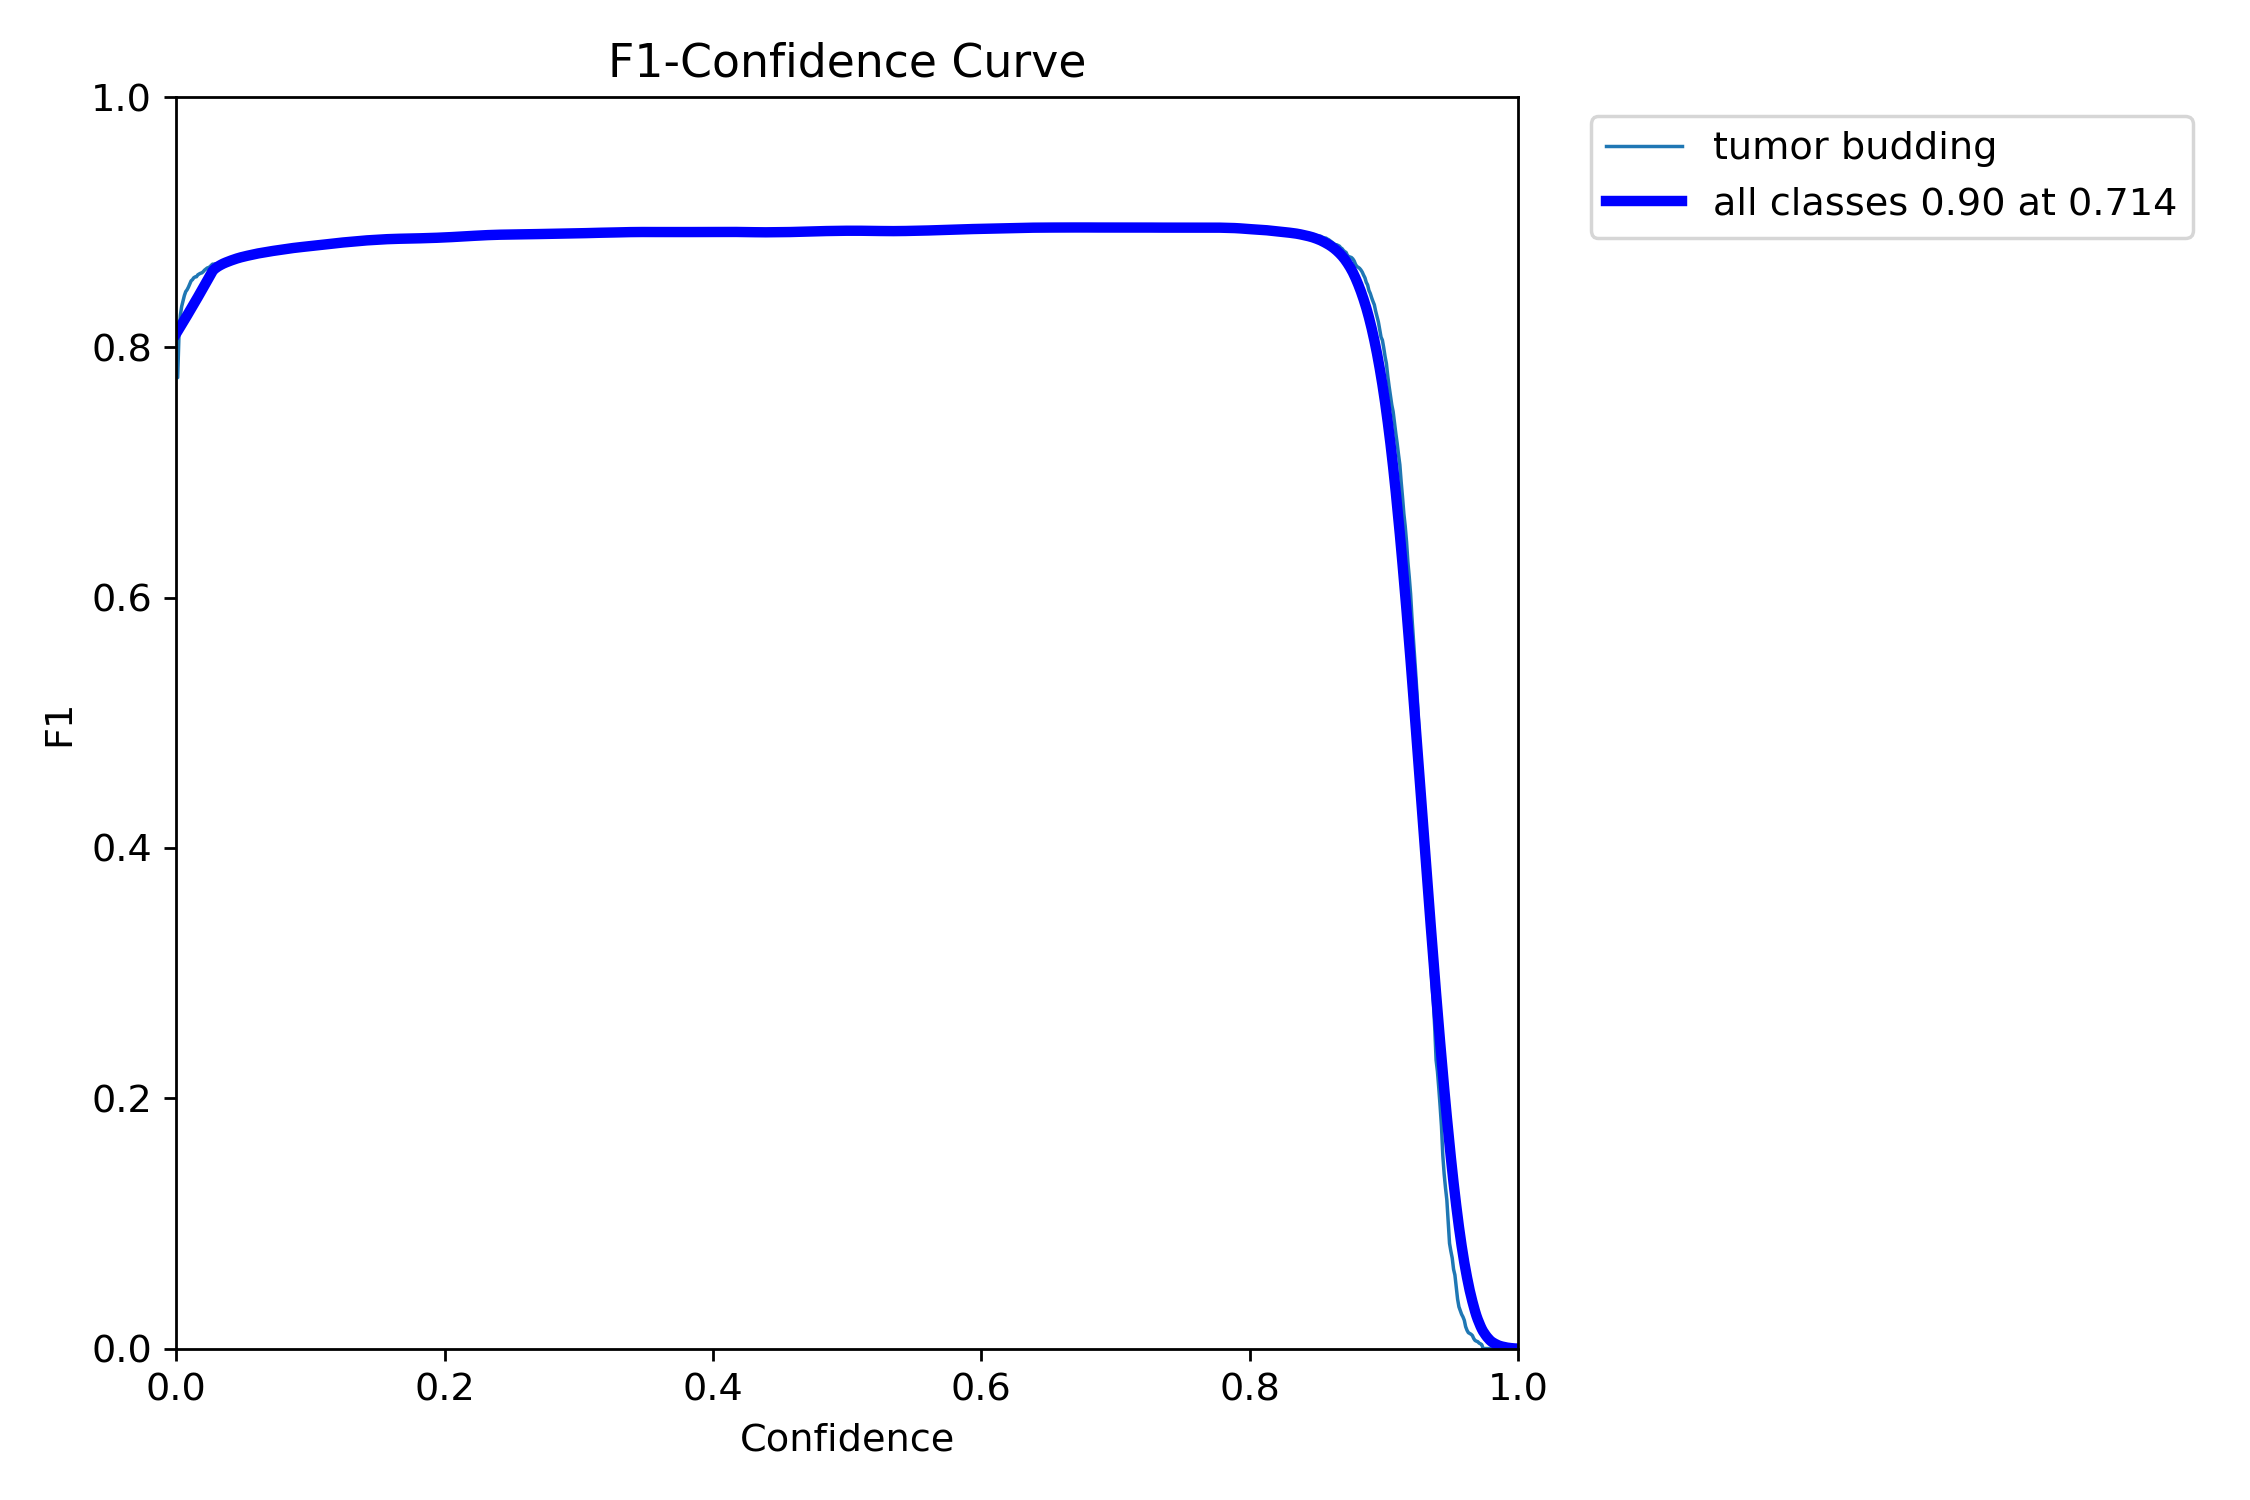 F1-Confidence Curve
1.0
0.8
0.6
0.4
0.2
0.0
F1
0.0 0.2 0.4 0.6 0.8 1.0
Confidence
tumor budding
all classes 0.90 at 0.714